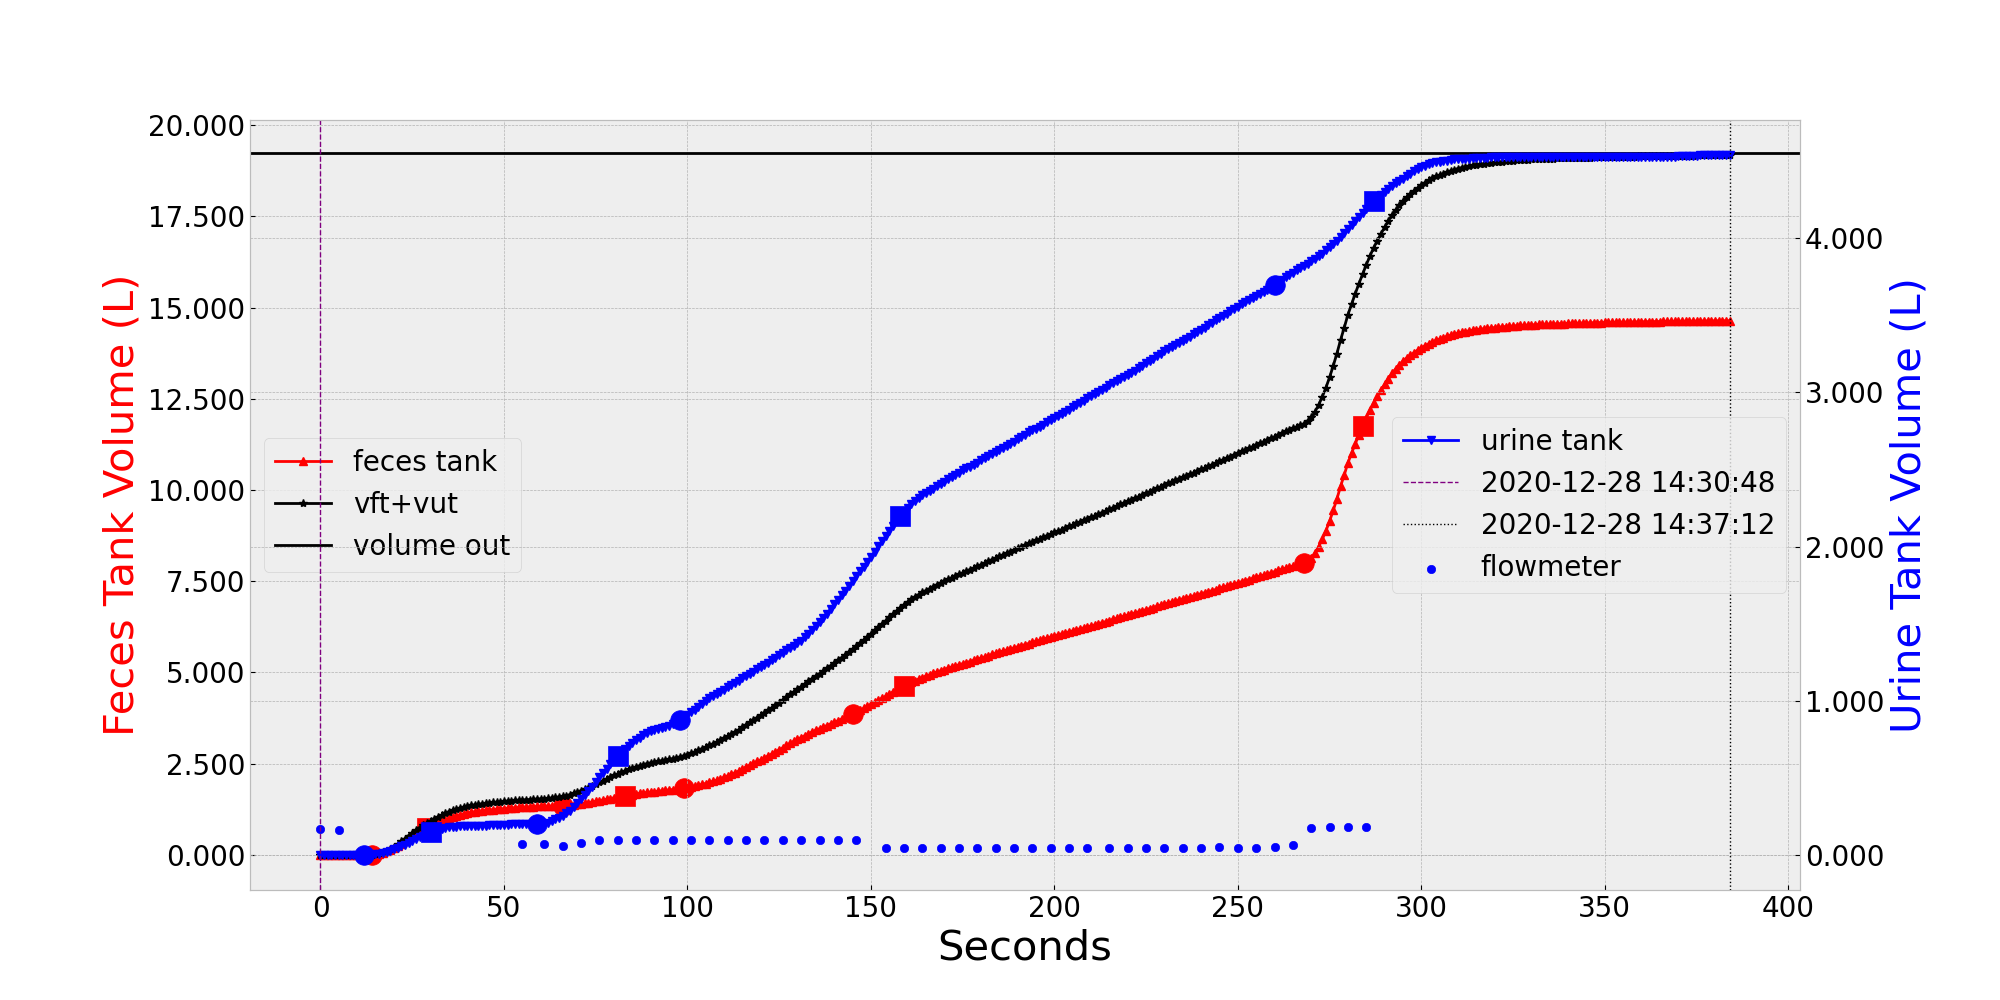 20.000
17.500
15.000
12.500
10.000
7.500
5.000
2.500
0.000
Feces Tank Volume (L)
feces tank
vft+vut
volume out
urine tank
2020-12-28 14:30:48
2020-12-28 14:37:12
flowmeter
4.000
3.000
2.000
1.000
0.000
Urine Tank Volume (L)
0 50 100 150 200 250 300 350 400
Seconds